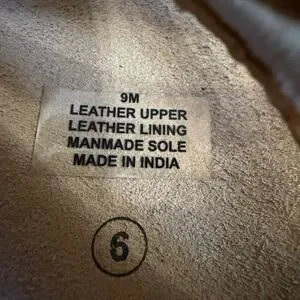 9M
LEATHER UPPER
LEATHER LINING
MANMADE SOLE
MADE IN INDIA
6